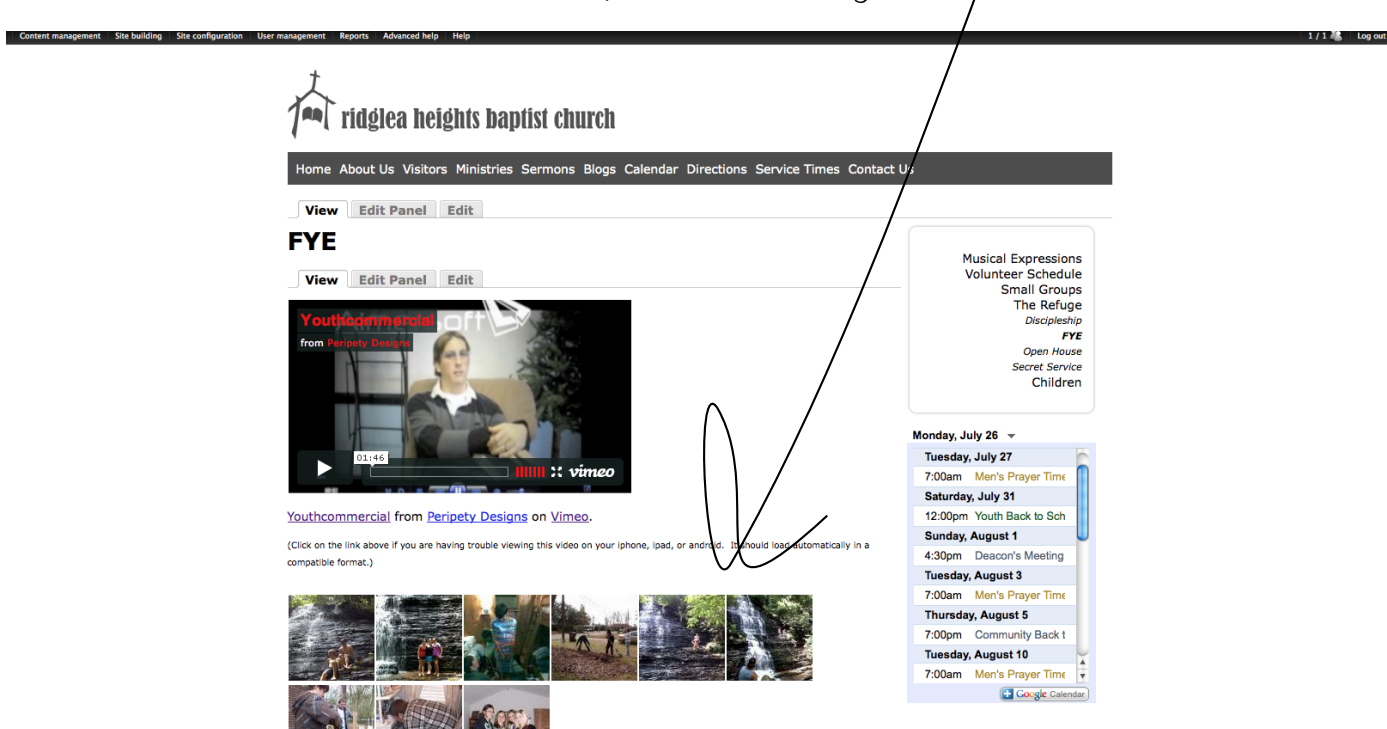 Content management Site building Site configuration User management Reports Advanced help Help 1 / 1 Log out
ridglea heights baptist church
Home About Us Visitors Ministries Sermons Blogs Calendar Directions Service Times Contact Us
View Edit Panel Edit
FYE
View Edit Panel Edit
Youthcommercial
from Peripety Designs
01:46
vimeo
Youthcommercial from Peripety Designs on Vimeo.
(Click on the link above if you are having trouble viewing this video on your iphone, ipad, or android. It should load automatically in a
compatible format.)
Musical Expressions
Volunteer Schedule
Small Groups
The Refuge
Discipleship
FYE
Open House
Secret Service
Children
Monday, July 26
Tuesday, July 27
7:00am Men's Prayer Time
Saturday, July 31
12:00pm Youth Back to Sch
Sunday, August 1
4:30pm Deacon's Meeting
Tuesday, August 3
7:00am Men's Prayer Time
Thursday, August 5
7:00pm Community Back t
Tuesday, August 10
7:00am Men's Prayer Time
Google Calendar